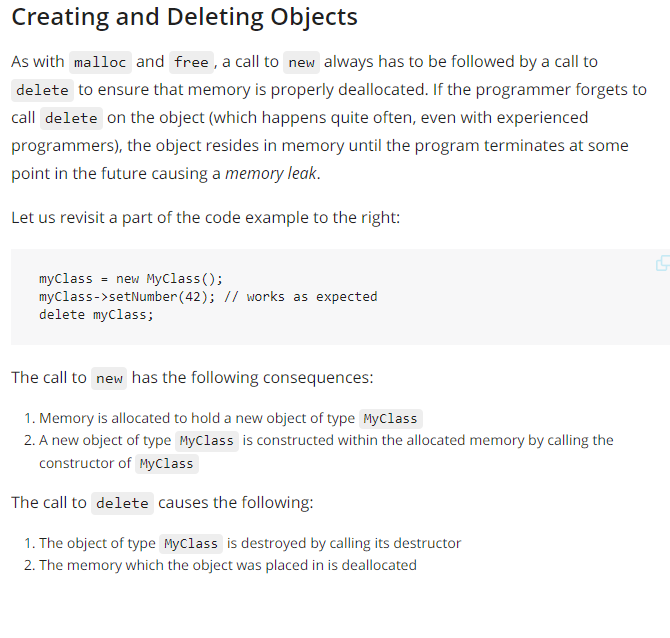 Creating and Deleting Objects
As with malloc and free , a call to new always has to be followed by a call to
delete to ensure that memory is properly deallocated. If the programmer forgets to
call delete on the object (which happens quite often, even with experienced
programmers), the object resides in memory until the program terminates at some
point in the future causing a memory leak.
Let us revisit a part of the code example to the right:
myClass = new MyClass();
myClass->setNumber(42); // works as expected
delete myClass;
The call to new has the following consequences:
1. Memory is allocated to hold a new object of type MyClass
2. A new object of type MyClass is constructed within the allocated memory by calling the
constructor of MyClass
The call to delete causes the following:
1. The object of type MyClass is destroyed by calling its destructor
2. The memory which the object was placed in is deallocated